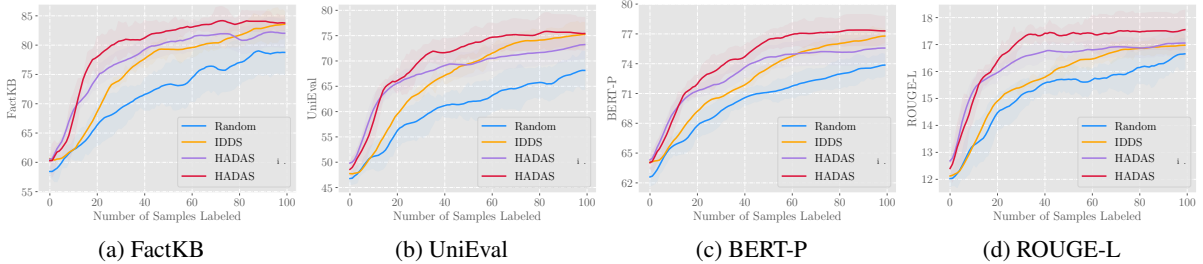 85
80
75
70
65
60
55
FactKB
0 20 40 60 80 100
Number of Samples Labeled
Random
IDDS
HADAS
HADAS
(a) FactKB
80
75
70
65
60
55
50
45
UniEval
0 20 40 60 80 100
Number of Samples Labeled
Random
IDDS
HADAS
HADAS
(b) UniEval
80
77
74
71
68
65
62
BERT-P
0 20 40 60 80 100
Number of Samples Labeled
Random
IDDS
HADAS
HADAS
(c) BERT-P
18
17
16
15
14
13
12
ROUGE-L
0 20 40 60 80 100
Number of Samples Labeled
Random
IDDS
HADAS
HADAS
(d) ROUGE-L